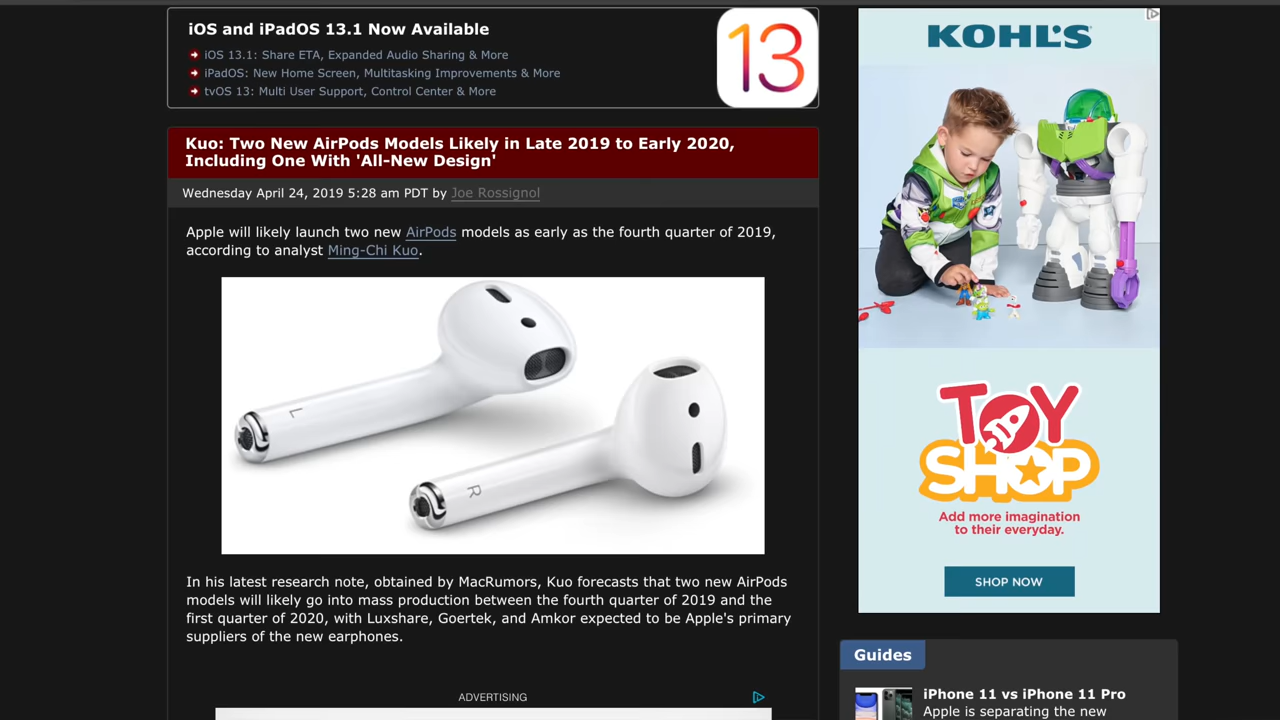 iOS and iPadOS 13.1 Now Available
iOS 13.1: Share ETA, Expanded Audio Sharing & More
iPadOS: New Home Screen, Multitasking Improvements & More
tvOS 13: Multi User Support, Control Center & More
13
Kuo: Two New AirPods Models Likely in Late 2019 to Early 2020,
Including One With 'All-New Design'
Wednesday April 24, 2019 5:28 am PDT by Joe Rossignol
Apple will likely launch two new AirPods models as early as the fourth quarter of 2019,
according to analyst Ming-Chi Kuo.
L
R
In his latest research note, obtained by MacRumors, Kuo forecasts that two new AirPods
models will likely go into mass production between the fourth quarter of 2019 and the
first quarter of 2020, with Luxshare, Goertek, and Amkor expected to be Apple's primary
suppliers of the new earphones.
ADVERTISING
KOHL'S
TOY
SHOP
Add more imagination
to their everyday.
SHOP NOW
Guides
iPhone 11 vs iPhone 11 Pro
Apple is separating the new